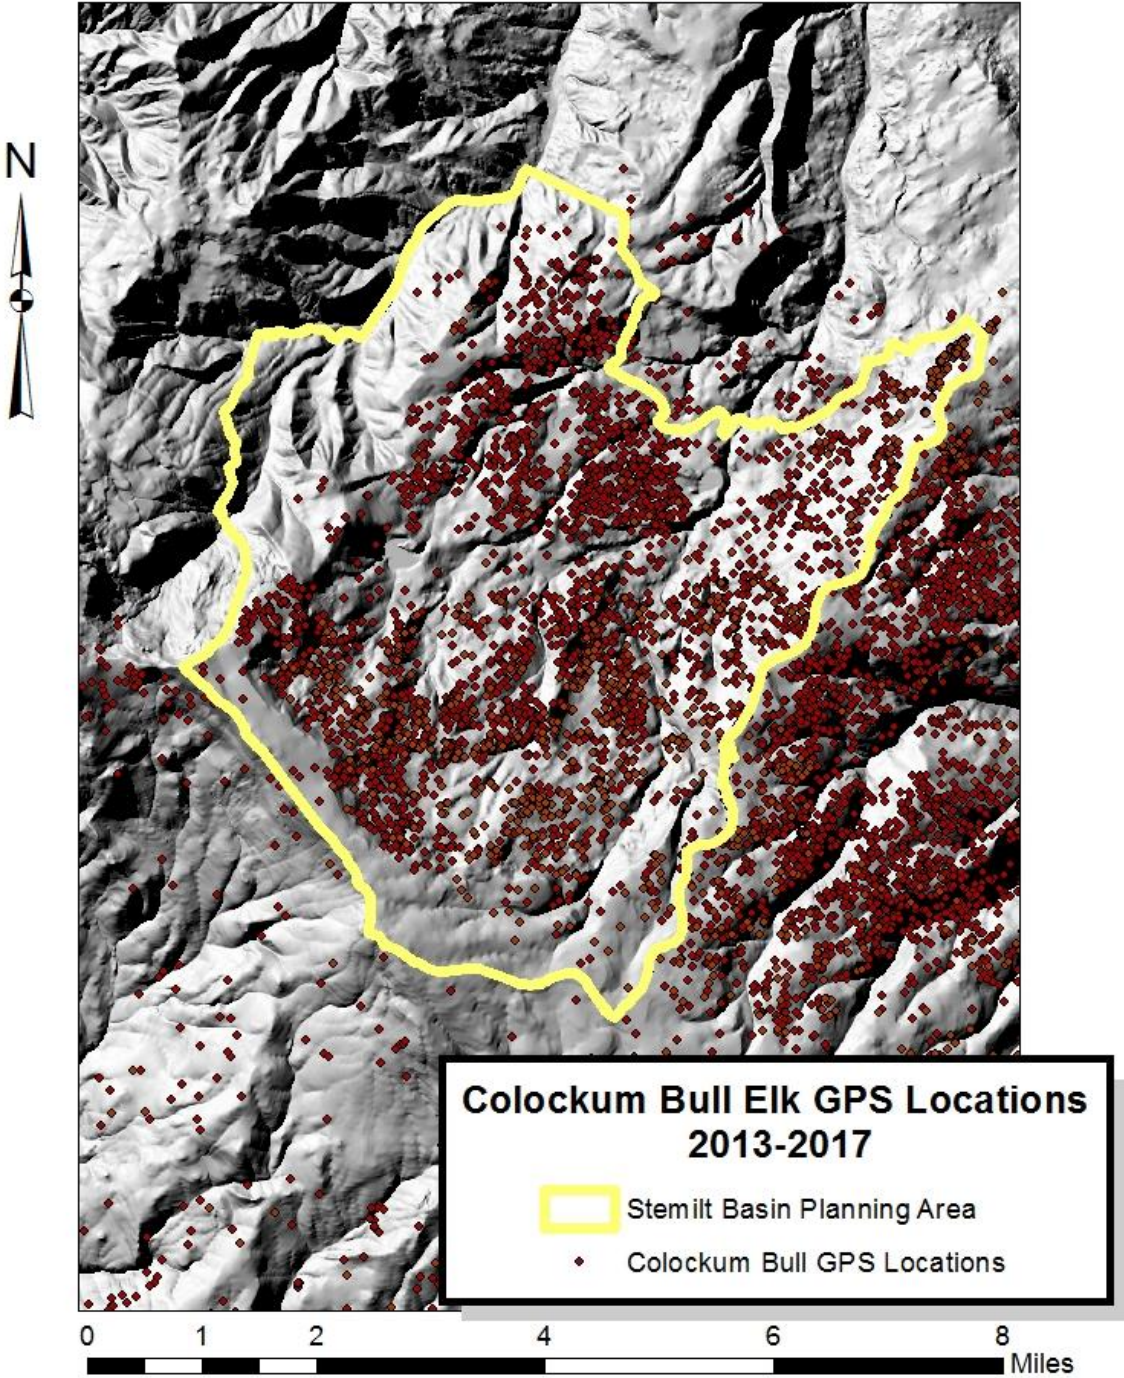 N
Colockum Bull Elk GPS Locations
2013-2017
Stemilt Basin Planning Area
Colockum Bull GPS Locations
0 1 2 4 6 8
Miles